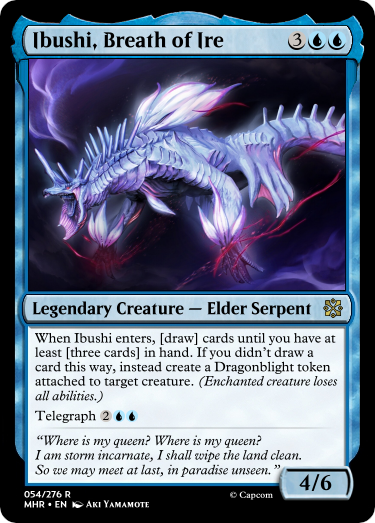 Ibushi, Breath of Ire 3
Legendary Creature — Elder Serpent
When Ibushi enters, [draw] cards until you have at
least [three cards] in hand. If you didn't draw a
card this way, instead create a Dragonblight token
attached to target creature. (Enchanted creature loses
all abilities.)
Telegraph 2
“Where is my queen? Where is my queen?
I am storm incarnate, I shall wipe the land clean.
So we may meet at last, in paradise unseen.”
4/6
054/276 R
MHR • EN Aki Yamamote
© Capcom